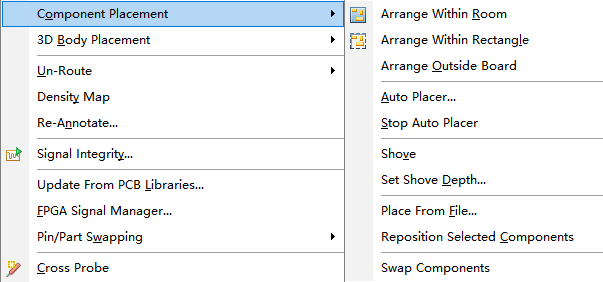 Component Placement
3D Body Placement
Un-Route
Density Map
Re-Annotate...
Signal Integrity...
Update From PCB Libraries...
FPGA Signal Manager...
Pin/Part Swapping
Cross Probe
Arrange Within Room
Arrange Within Rectangle
Arrange Outside Board
Auto Placer...
Stop Auto Placer
Shove
Set Shove Depth...
Place From File...
Reposition Selected Components
Swap Components